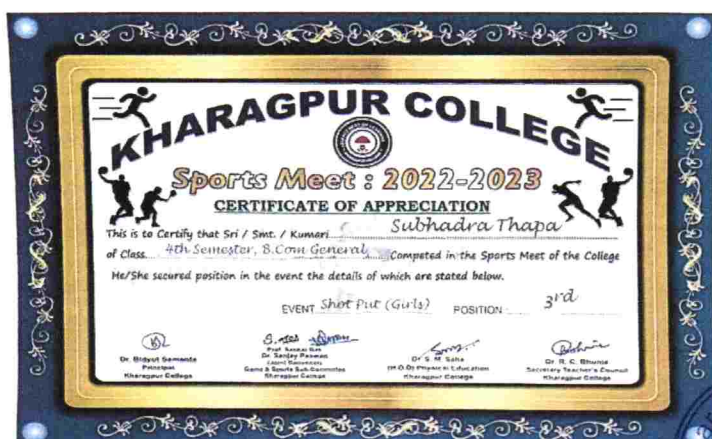 KHARAGPUR COLLEGE
Sports Meet : 2022-2023
CERTIFICATE OF APPRECIATION
This is to Certify that Sri / Smt. / Kumari Subhadra Thapa
of Class 4th Semester, B.Com General Competed in the Sports Meet of the College
He/She secured position in the event the details of which are stated below.
EVENT Shot Put (Girls) POSITION 3rd
Dr. Bidyut Samanta
Principal
Kharagpur College
Dr. Sanjay Paswan
Joint Conveners
Game & Sports Sub-Committee
Kharagpur College
Dr S. M. Saha
(H.O.D) Physical Education
Kharagpur College
Dr R. C. Bhunia
Secretary Teacher's Council
Kharagpur College